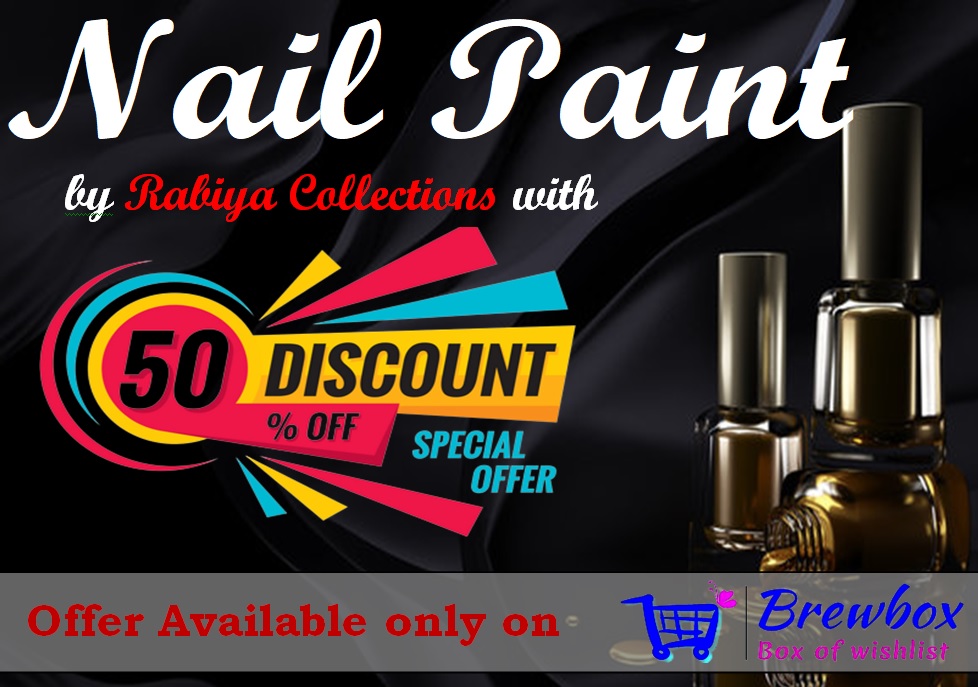 Nail Paint
by Rabiya Collections with
50 DISCOUNT
% OFF
SPECIAL
OFFER
Offer Available only on
Brewbox
Box of wishlist